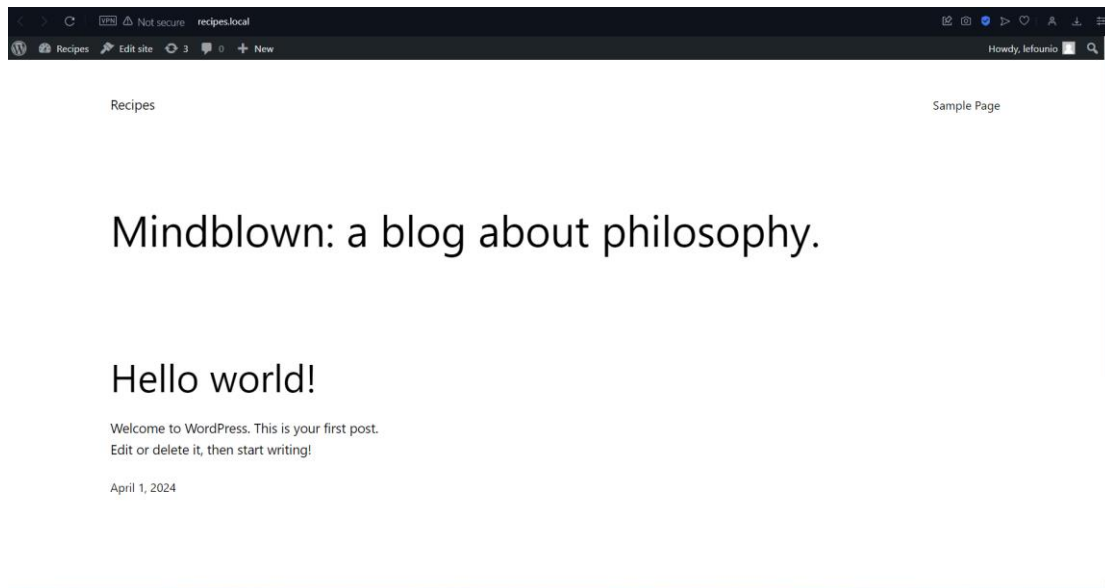 VPN Not secure recipes.local
Recipes Edit site 3 0 New Howdy, lefounio
Recipes Sample Page
Mindblown: a blog about philosophy.
Hello world!
Welcome to WordPress. This is your first post.
Edit or delete it, then start writing!
April 1, 2024